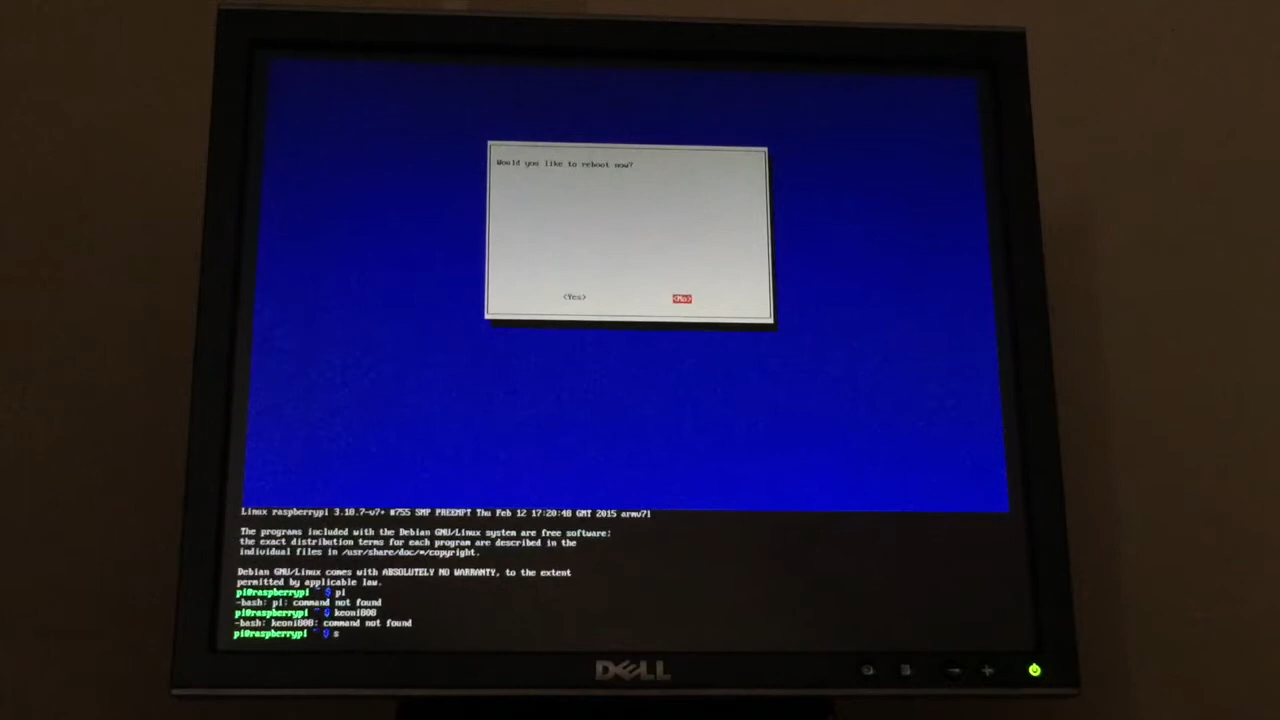 Would you like to reboot now?
<Yes>
<No>
Linux raspberrypi 3.18.7-v7+ #755 SMP PREEMPT Thu Feb 12 17:20:48 GMT 2015 armv7l
The programs included with the Debian GNU/Linux system are free software;
the exact distribution terms for each program are described in the
individual files in /usr/share/doc/*/copyright.
Debian GNU/Linux comes with ABSOLUTELY NO WARRANTY, to the extent
permitted by applicable law.
pi@raspberrypi ~ $ pi
-bash: pi: command not found
pi@raspberrypi ~ $ keoni808
-bash: keoni808: command not found
pi@raspberrypi ~ $ s
DELL